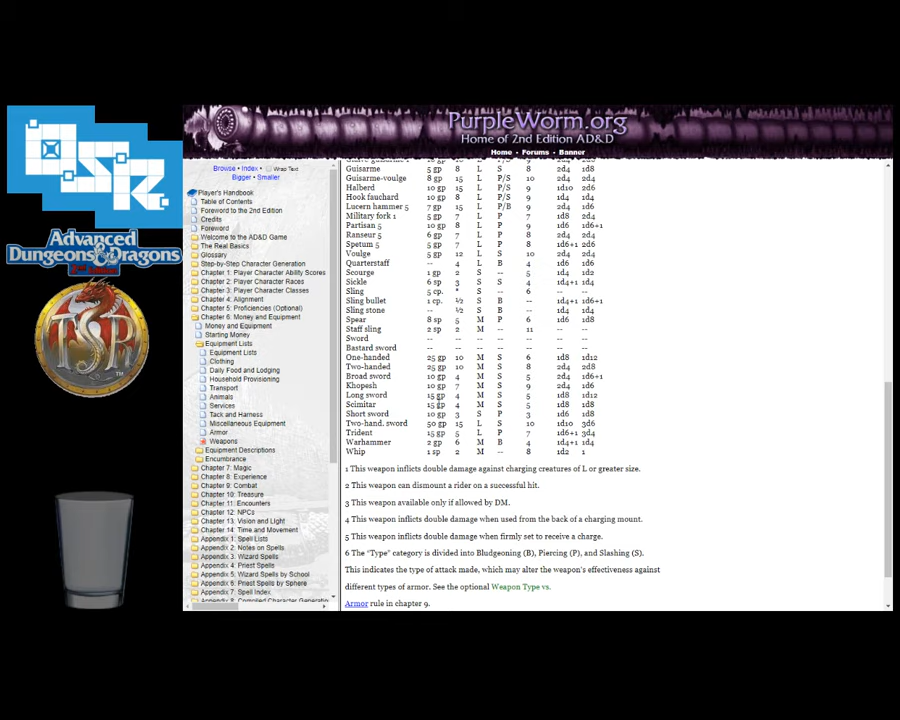 OSR
Advanced
Dungeons & Dragons
2nd Edition
TSR
TM
PurpleWorm.org
Home of 2nd Edition AD&D
Home • Forums • Banner
Browse • Index • Wrap Text
Bigger • Smaller
Player's Handbook
Table of Contents
Foreword to the 2nd Edition
Credits
Foreword
Welcome to the AD&D Game
The Real Basics
Glossary
Step-by-Step Character Generation
Chapter 1: Player Character Ability Scores
Chapter 2: Player Character Races
Chapter 3: Player Character Classes
Chapter 4: Alignment
Chapter 5: Proficiencies (Optional)
Chapter 6: Money and Equipment
Money and Equipment
Starting Money
Equipment Lists
Equipment Lists
Clothing
Daily Food and Lodging
Household Provisioning
Transport
Animals
Services
Tack and Harness
Miscellaneous Equipment
Armor
Weapons
Equipment Descriptions
Encumbrance
Chapter 7: Magic
Chapter 8: Experience
Chapter 9: Combat
Chapter 10: Treasure
Chapter 11: Encounters
Chapter 12: NPCs
Chapter 13: Vision and Light
Chapter 14: Time and Movement
Appendix 1: Spell Lists
Appendix 2: Notes on Spells
Appendix 3: Wizard Spells
Appendix 4: Priest Spells
Appendix 5: Wizard Spells by School
Appendix 6: Priest Spells by Sphere
Appendix 7: Spell Index
Appendix 8: Compiled Character Generatio
Guisarme 5 gp 8 L S 8 2d4 1d8
Guisarme-voulge 8 gp 15 L P/S 10 2d4 2d4
Halberd 10 gp 15 L P/S 9 1d10 2d6
Hook fauchard 10 gp 8 L P/S 9 1d4 1d4
Lucern hammer 5 7 gp 15 L P/B 9 2d4 1d6
Military fork 1 5 gp 7 L P 7 1d8 2d4
Partisan 5 10 gp 8 L P 9 1d6 1d6+1
Ranseur 5 6 gp 7 L P 8 2d4 2d4
Spetum 5 5 gp 7 L P 8 1d6+1 2d6
Voulge 5 gp 12 L S 10 2d4 2d4
Quarterstaff -- 4 L B 4 1d6 1d6
Scourge 1 gp 2 S -- 5 1d4 1d2
Sickle 6 sp 3 S S 4 1d4+1 1d4
Sling 5 cp. * S -- 6 -- --
Sling bullet 1 cp. ½ S B -- 1d4+1 1d6+1
Sling stone -- ½ S B -- 1d4 1d4
Spear 8 sp 5 M P 6 1d6 1d8
Staff sling 2 sp 2 M -- 11 -- --
Sword -- -- -- -- -- -- --
Bastard sword -- -- -- -- -- -- --
One-handed 25 gp 10 M S 6 1d8 1d12
Two-handed 25 gp 10 M S 8 2d4 2d8
Broad sword 10 gp 4 M S 5 2d4 1d6+1
Khopesh 10 gp 7 M S 9 2d4 1d6
Long sword 15 gp 4 M S 5 1d8 1d12
Scimitar 15 gp 4 M S 5 1d8 1d8
Short sword 10 gp 3 S P 3 1d6 1d8
Two-hand. sword 50 gp 15 L S 10 1d10 3d6
Trident 15 gp 5 L P 7 1d6+1 3d4
Warhammer 2 gp 6 M B 4 1d4+1 1d4
Whip 1 sp 2 M -- 8 1d2 1
1 This weapon inflicts double damage against charging creatures of L or greater size.
2 This weapon can dismount a rider on a successful hit.
3 This weapon available only if allowed by DM.
4 This weapon inflicts double damage when used from the back of a charging mount.
5 This weapon inflicts double damage when firmly set to receive a charge.
6 The “Type” category is divided into Bludgeoning (B), Piercing (P), and Slashing (S).
This indicates the type of attack made, which may alter the weapon's effectiveness against
different types of armor. See the optional Weapon Type vs.
Armor rule in chapter 9.